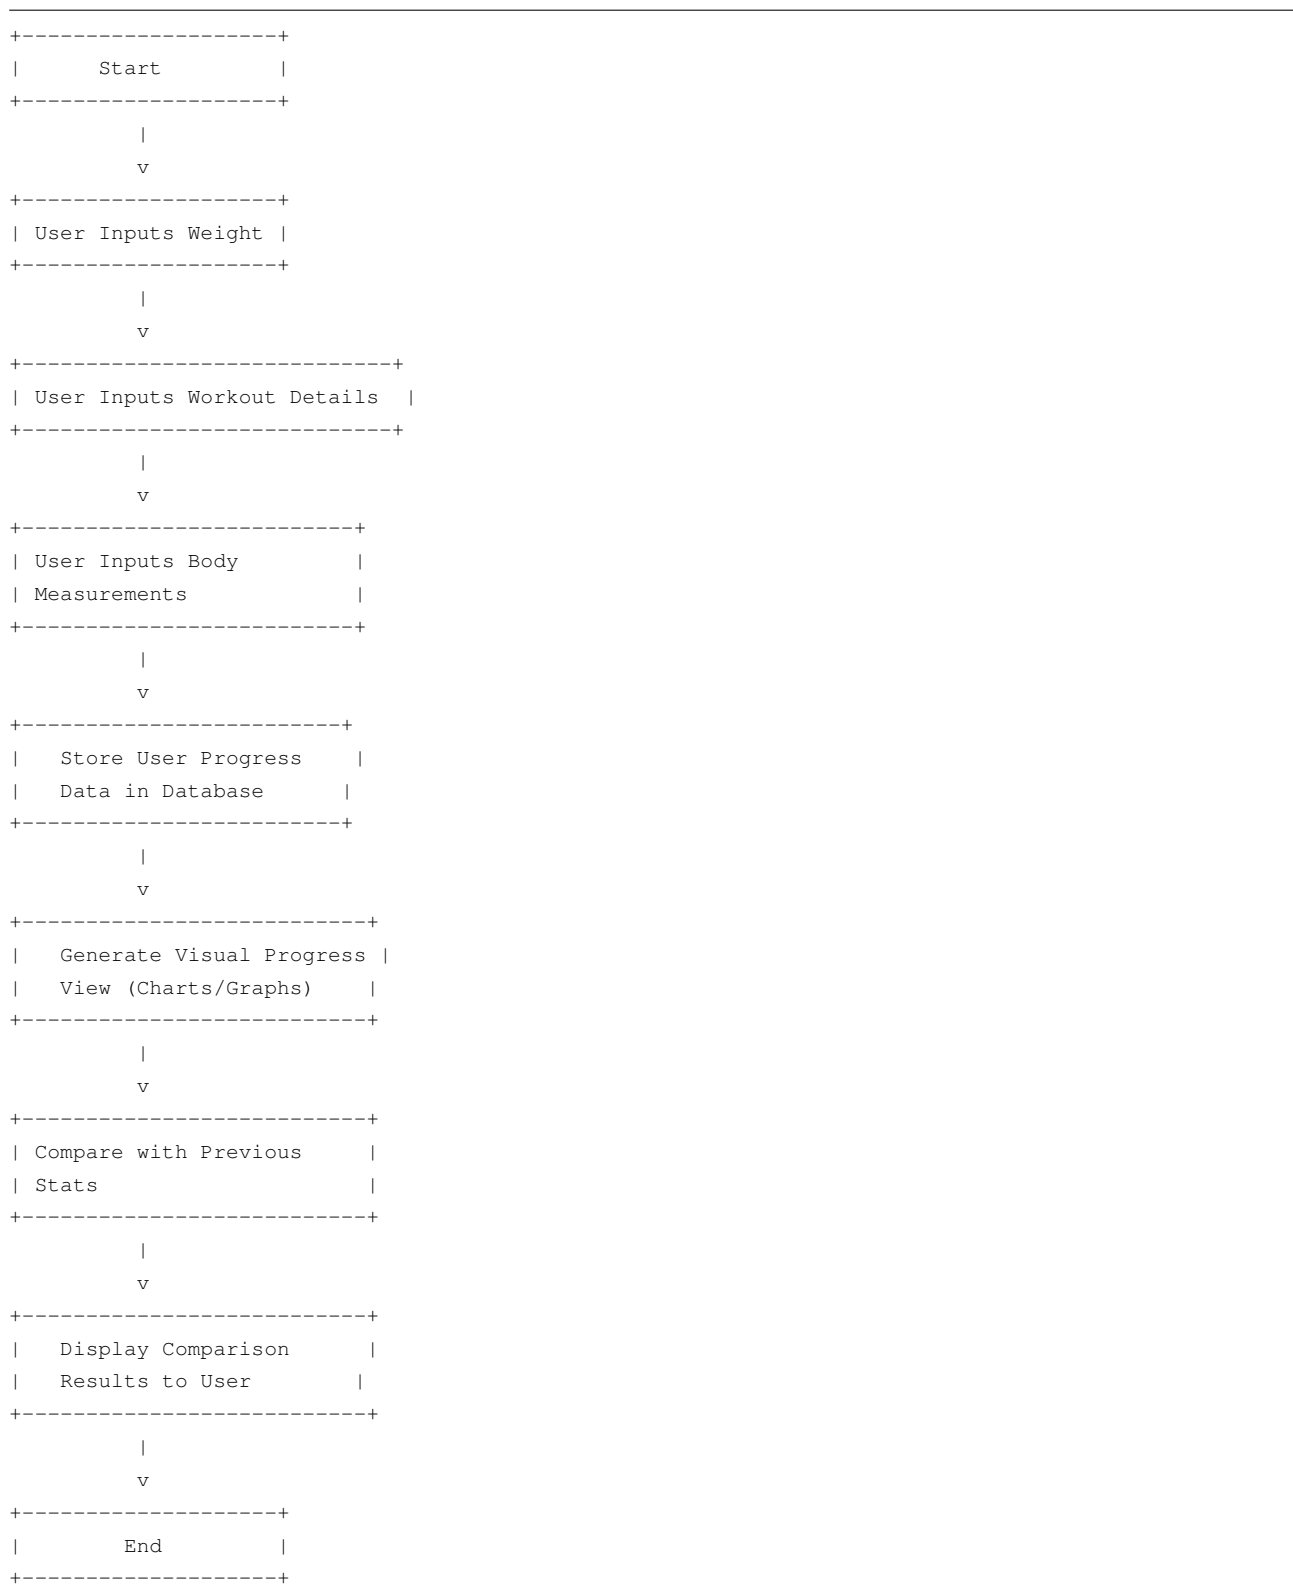 +--------------------+
|      Start         |
+--------------------+
          |
          v
+--------------------+
| User Inputs Weight |
+--------------------+
          |
          v
+-----------------------------+
| User Inputs Workout Details  |
+-----------------------------+
          |
          v
+--------------------------+
| User Inputs Body         |
| Measurements             |
+--------------------------+
          |
          v
+-------------------------+
|   Store User Progress    |
|   Data in Database      |
+-------------------------+
          |
          v
+---------------------------+
|   Generate Visual Progress |
|   View (Charts/Graphs)    |
+---------------------------+
          |
          v
+---------------------------+
| Compare with Previous     |
| Stats                     |
+---------------------------+
          |
          v
+---------------------------+
|   Display Comparison      |
|   Results to User        |
+---------------------------+
          |
          v
+--------------------+
|        End         |
+--------------------+